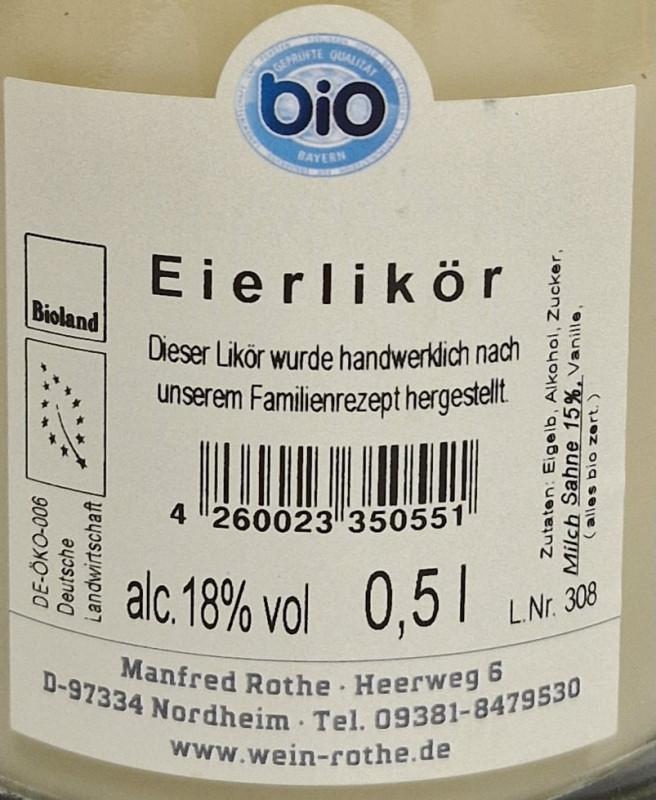 GEPRÜFTE QUALITÄT
bio
BAYERN
Bioland
Eierlikör
Dieser Likör wurde handwerklich nach
unserem Familienrezept hergestellt.
4 260023 350551
DE-ÖKO-006
Deutsche
Landwirtschaft
Zutaten: Eigelb, Alkohol, Zucker,
Milch Sahne 15%, Vanille,
(alles bio zert.)
alc.18% vol 0,5 l
L.Nr. 308
Manfred Rothe · Heerweg 6
D-97334 Nordheim · Tel. 09381-8479530
www.wein-rothe.de